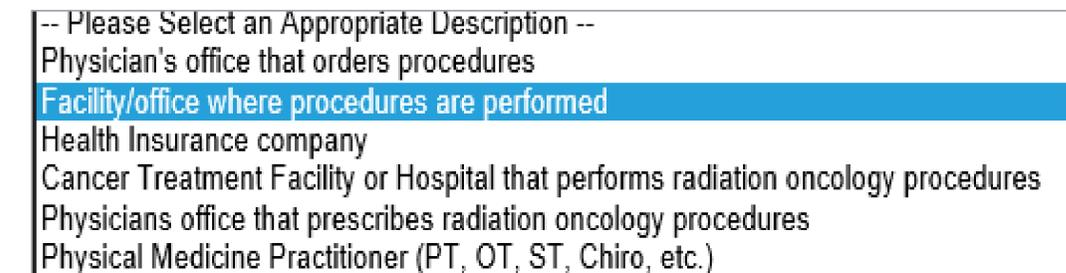 -- Please Select an Appropriate Description --
Physician's office that orders procedures
Facility/office where procedures are performed
Health Insurance company
Cancer Treatment Facility or Hospital that performs radiation oncology procedures
Physicians office that prescribes radiation oncology procedures
Physical Medicine Practitioner (PT, OT, ST, Chiro, etc.)